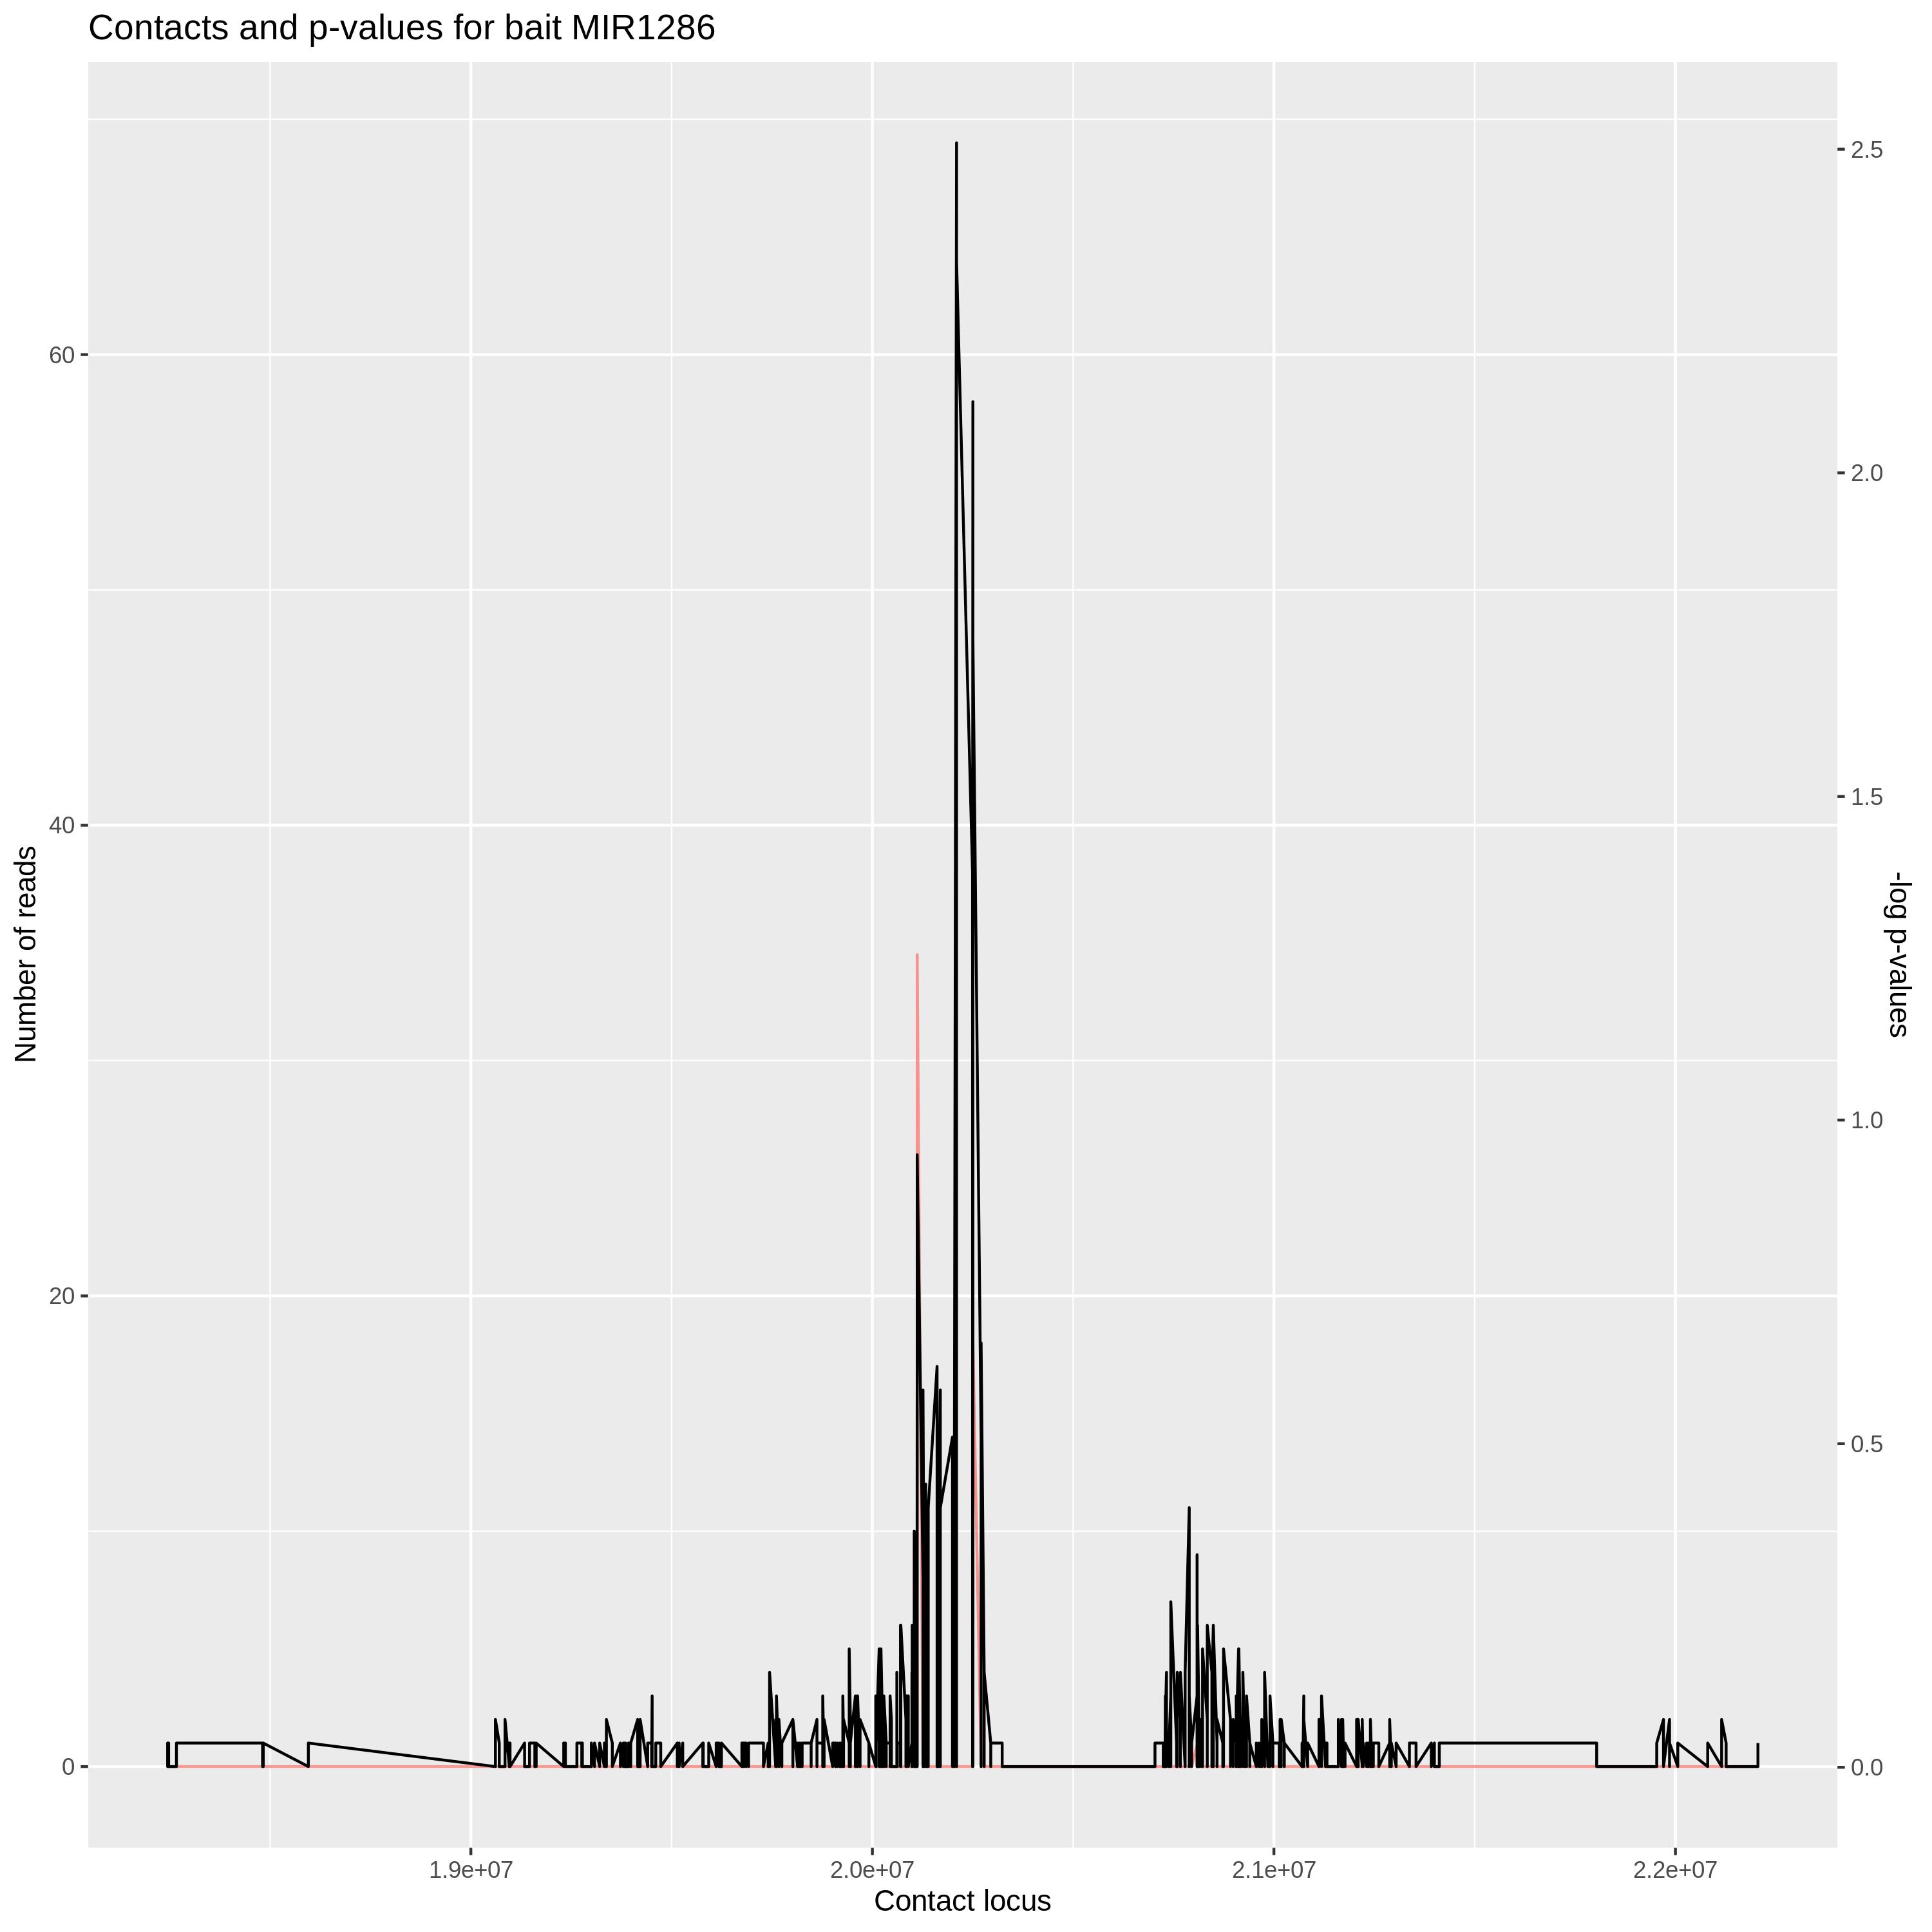 Contacts and p-values for bait MIR1286
2.5
60
2.0
40
1.5
Number of reads
-log p-values
1.0
20
0.5
0
0.0
1.9e+07
2.0e+07
2.1e+07
2.2e+07
Contact locus